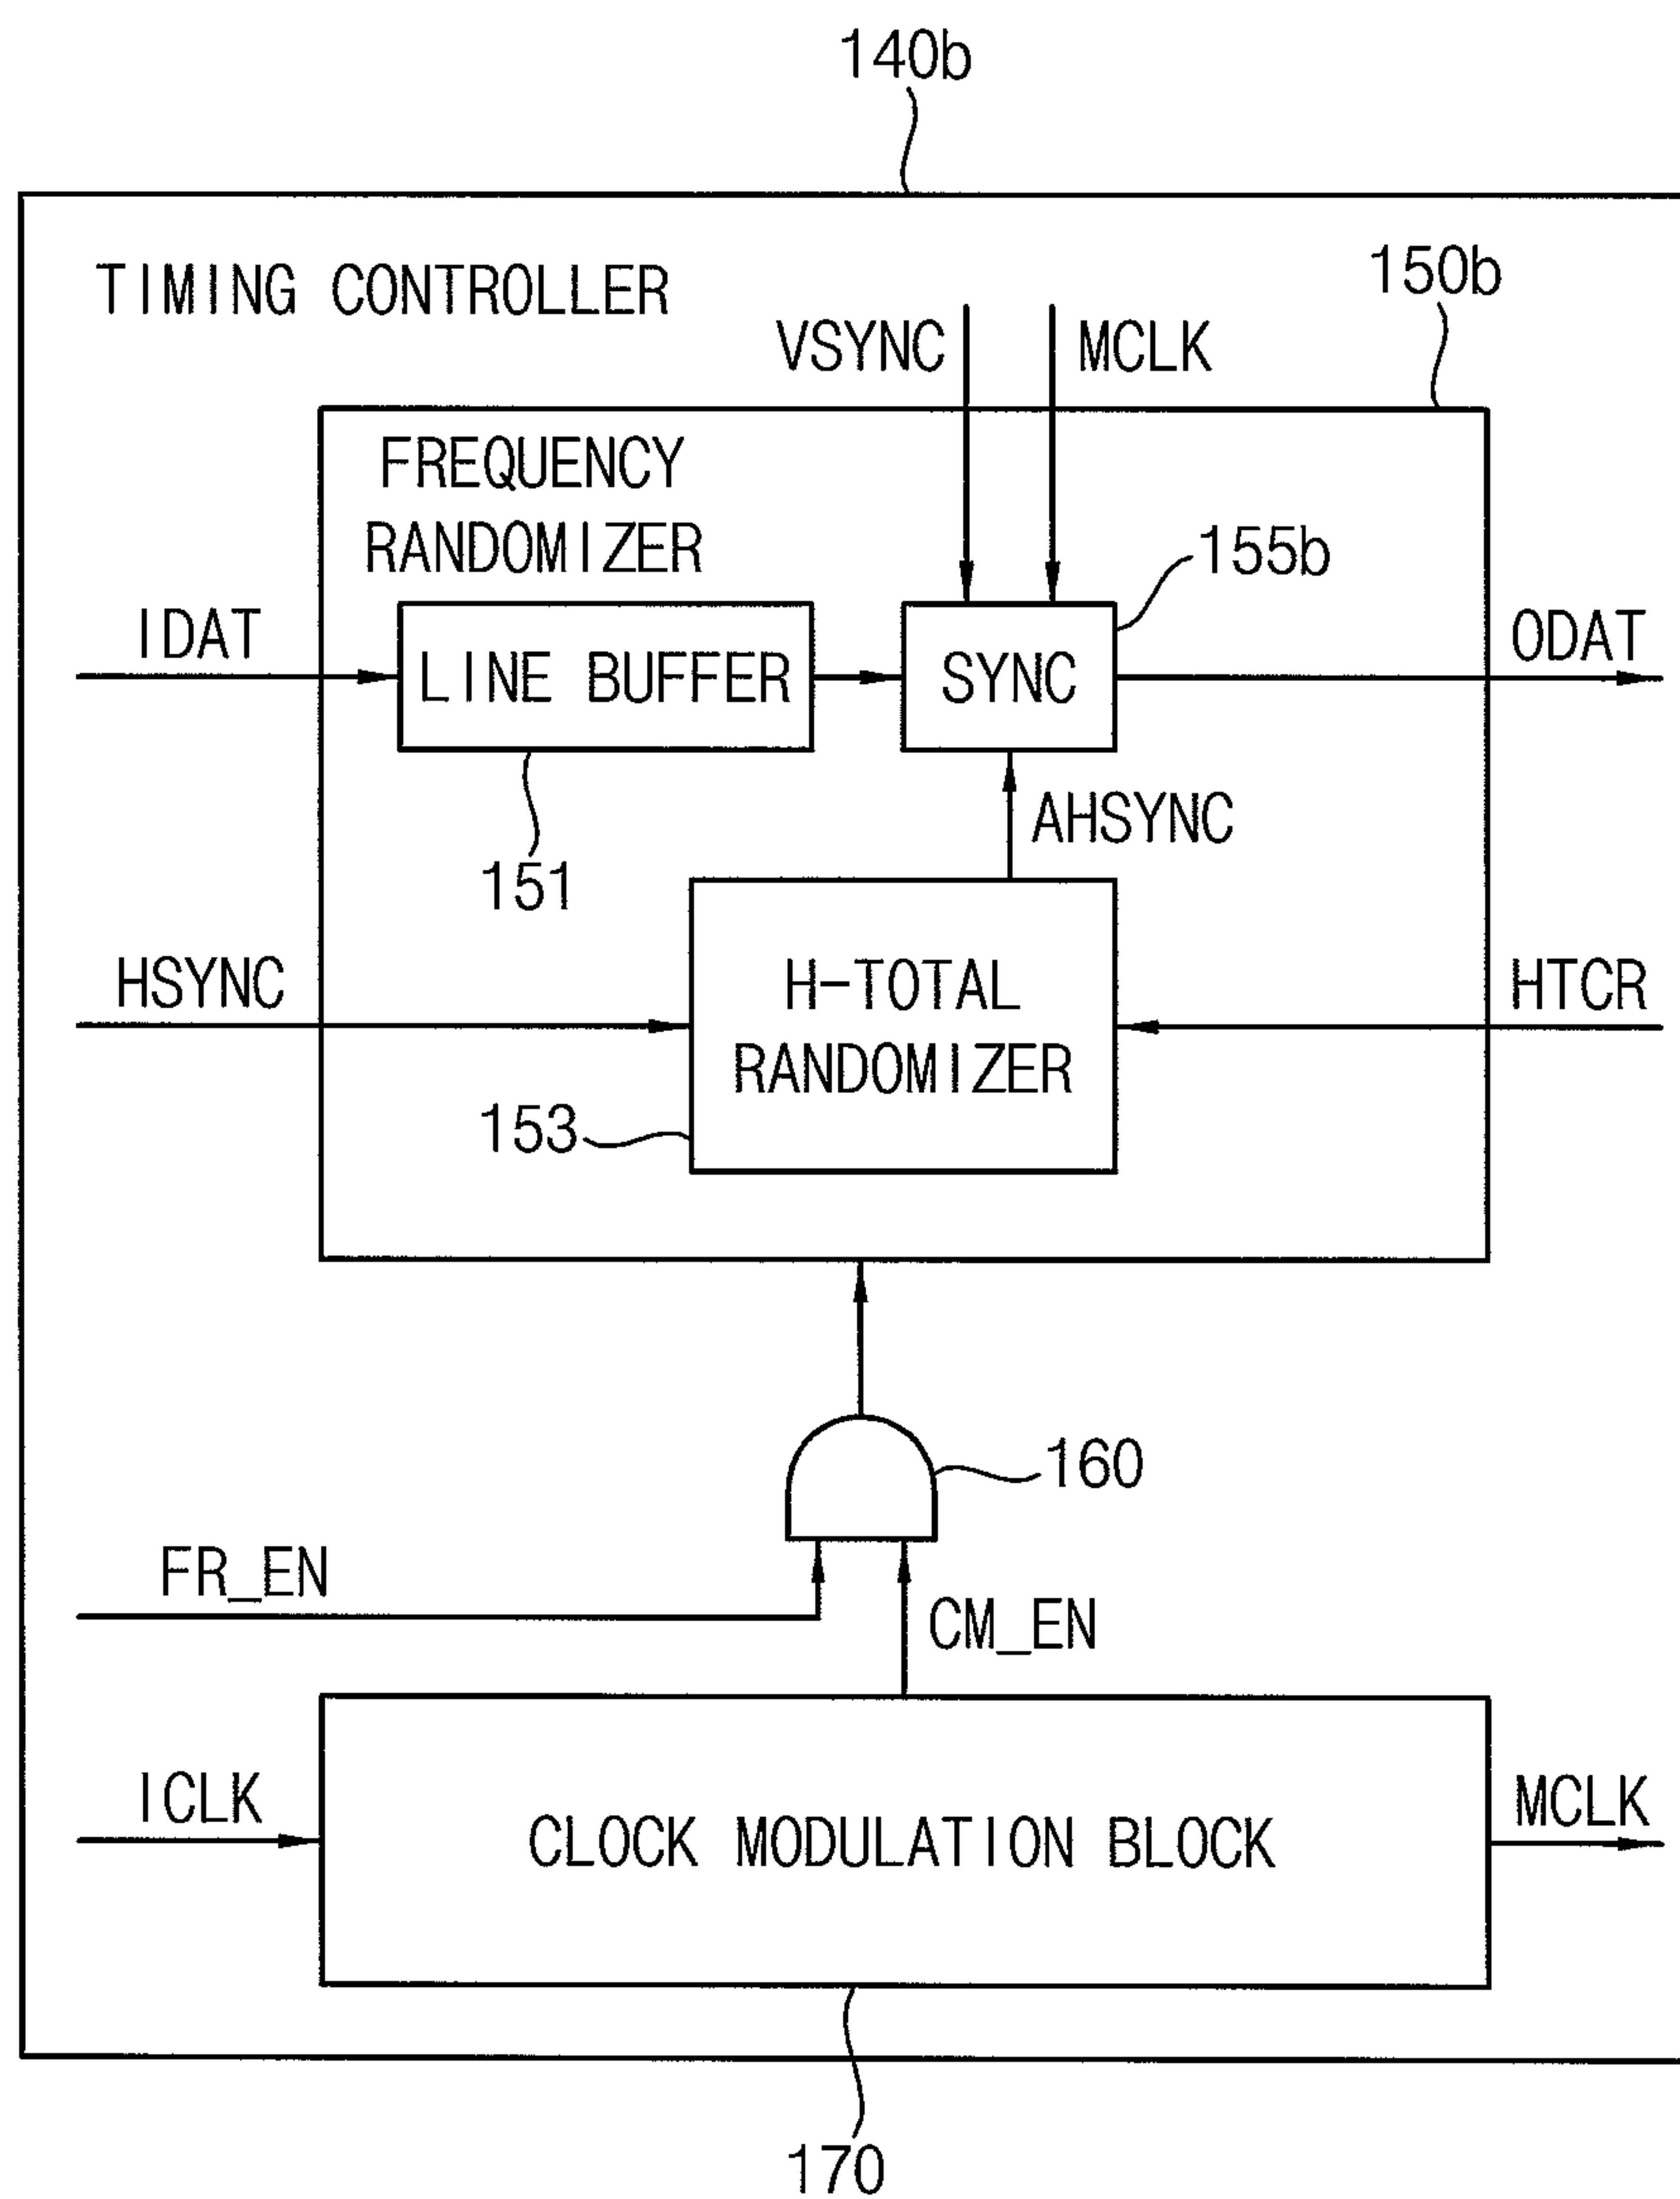 140b
TIMING CONTROLLER
150b
VSYNC
MCLK
FREQUENCY
RANDOMIZER
155b
IDAT
LINE BUFFER
SYNC
ODAT
AHSYNC
151
HSYNC
H-TOTAL
RANDOMIZER
HTCR
153
160
FR_EN
CM_EN
ICLK
CLOCK MODULATION BLOCK
MCLK
170